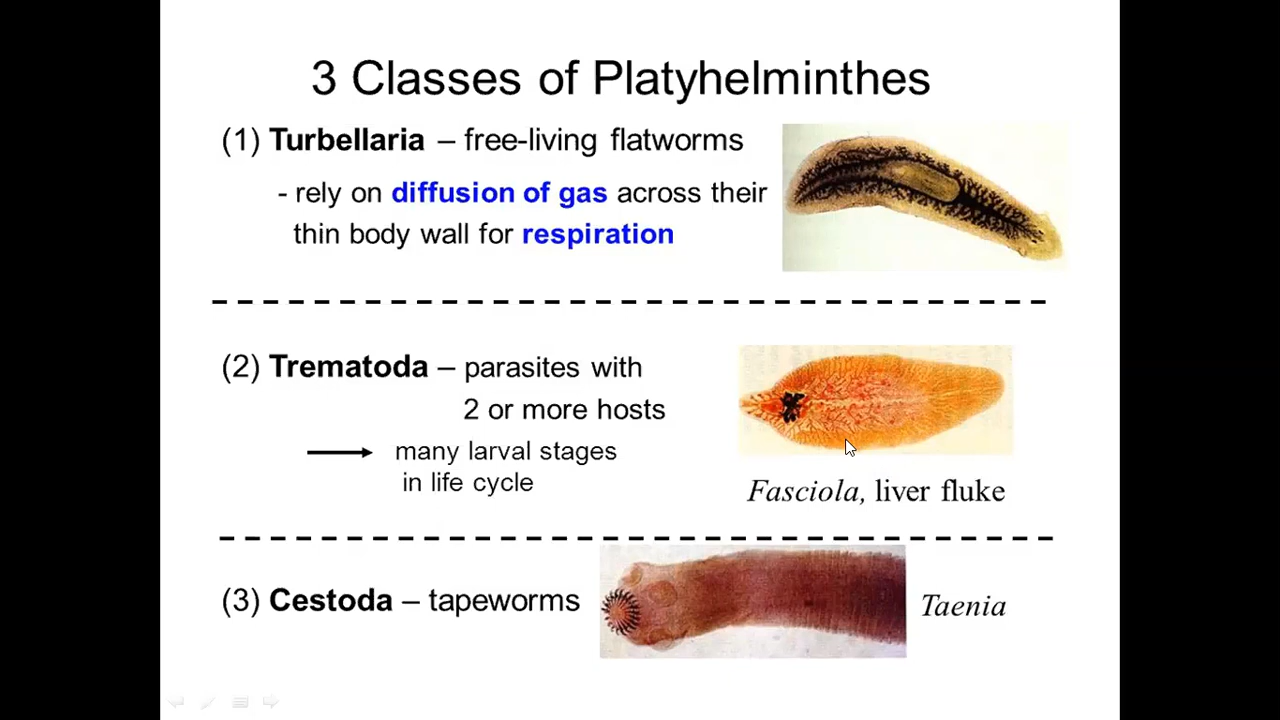 3 Classes of Platyhelminthes
(1) Turbellaria – free-living flatworms
- rely on diffusion of gas across their
thin body wall for respiration
(2) Trematoda – parasites with
2 or more hosts
many larval stages
in life cycle
Fasciola, liver fluke
(3) Cestoda – tapeworms
Taenia